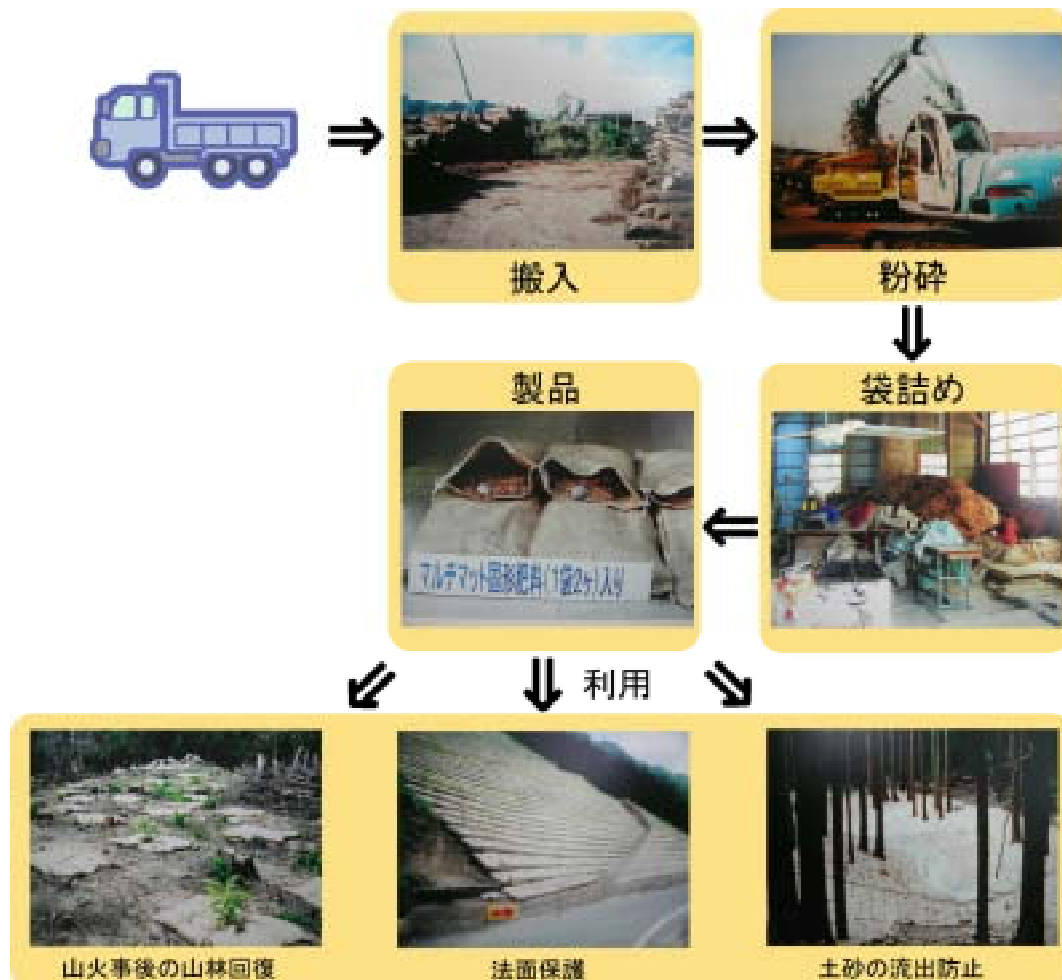 搬入
粉砕
袋詰め
製品
マルチマット固形肥料(1袋2ヶ)入り
利用
山火事後の山林回復
法面保護
土砂の流出防止